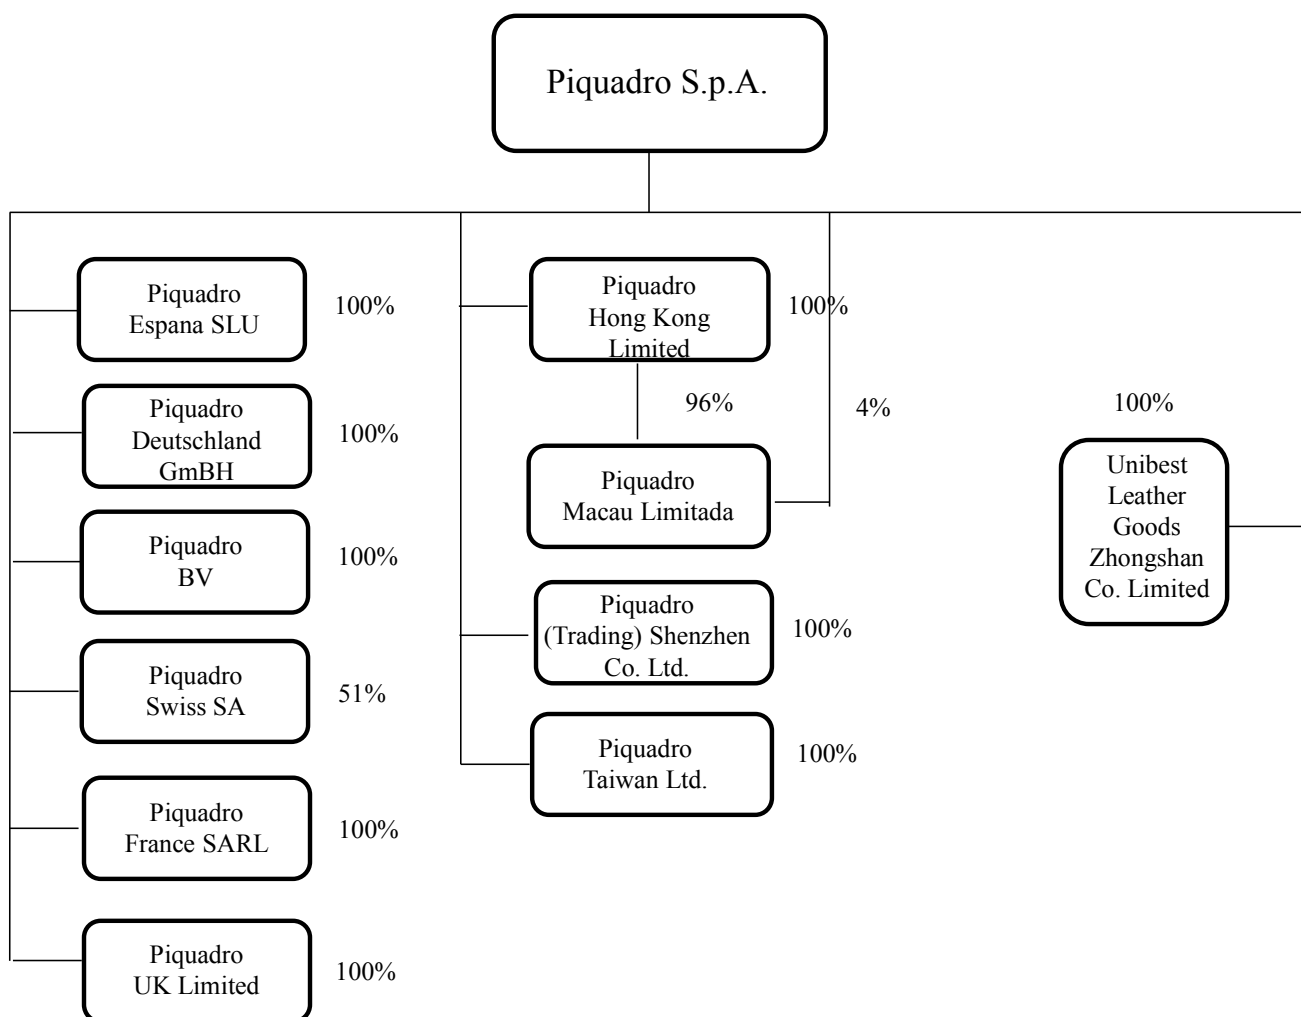 Piquadro S.p.A.
Piquadro
Espana SLU
100%
Piquadro
Deutschland
GmBH
100%
Piquadro
BV
100%
Piquadro
Swiss SA
51%
Piquadro
France SARL
100%
Piquadro
UK Limited
100%
Piquadro
Hong Kong
Limited
100%
96%
4%
Piquadro
Macau Limitada
Piquadro
(Trading) Shenzhen
Co. Ltd.
100%
Piquadro
Taiwan Ltd.
100%
100%
Unibest
Leather
Goods
Zhongshan
Co. Limited